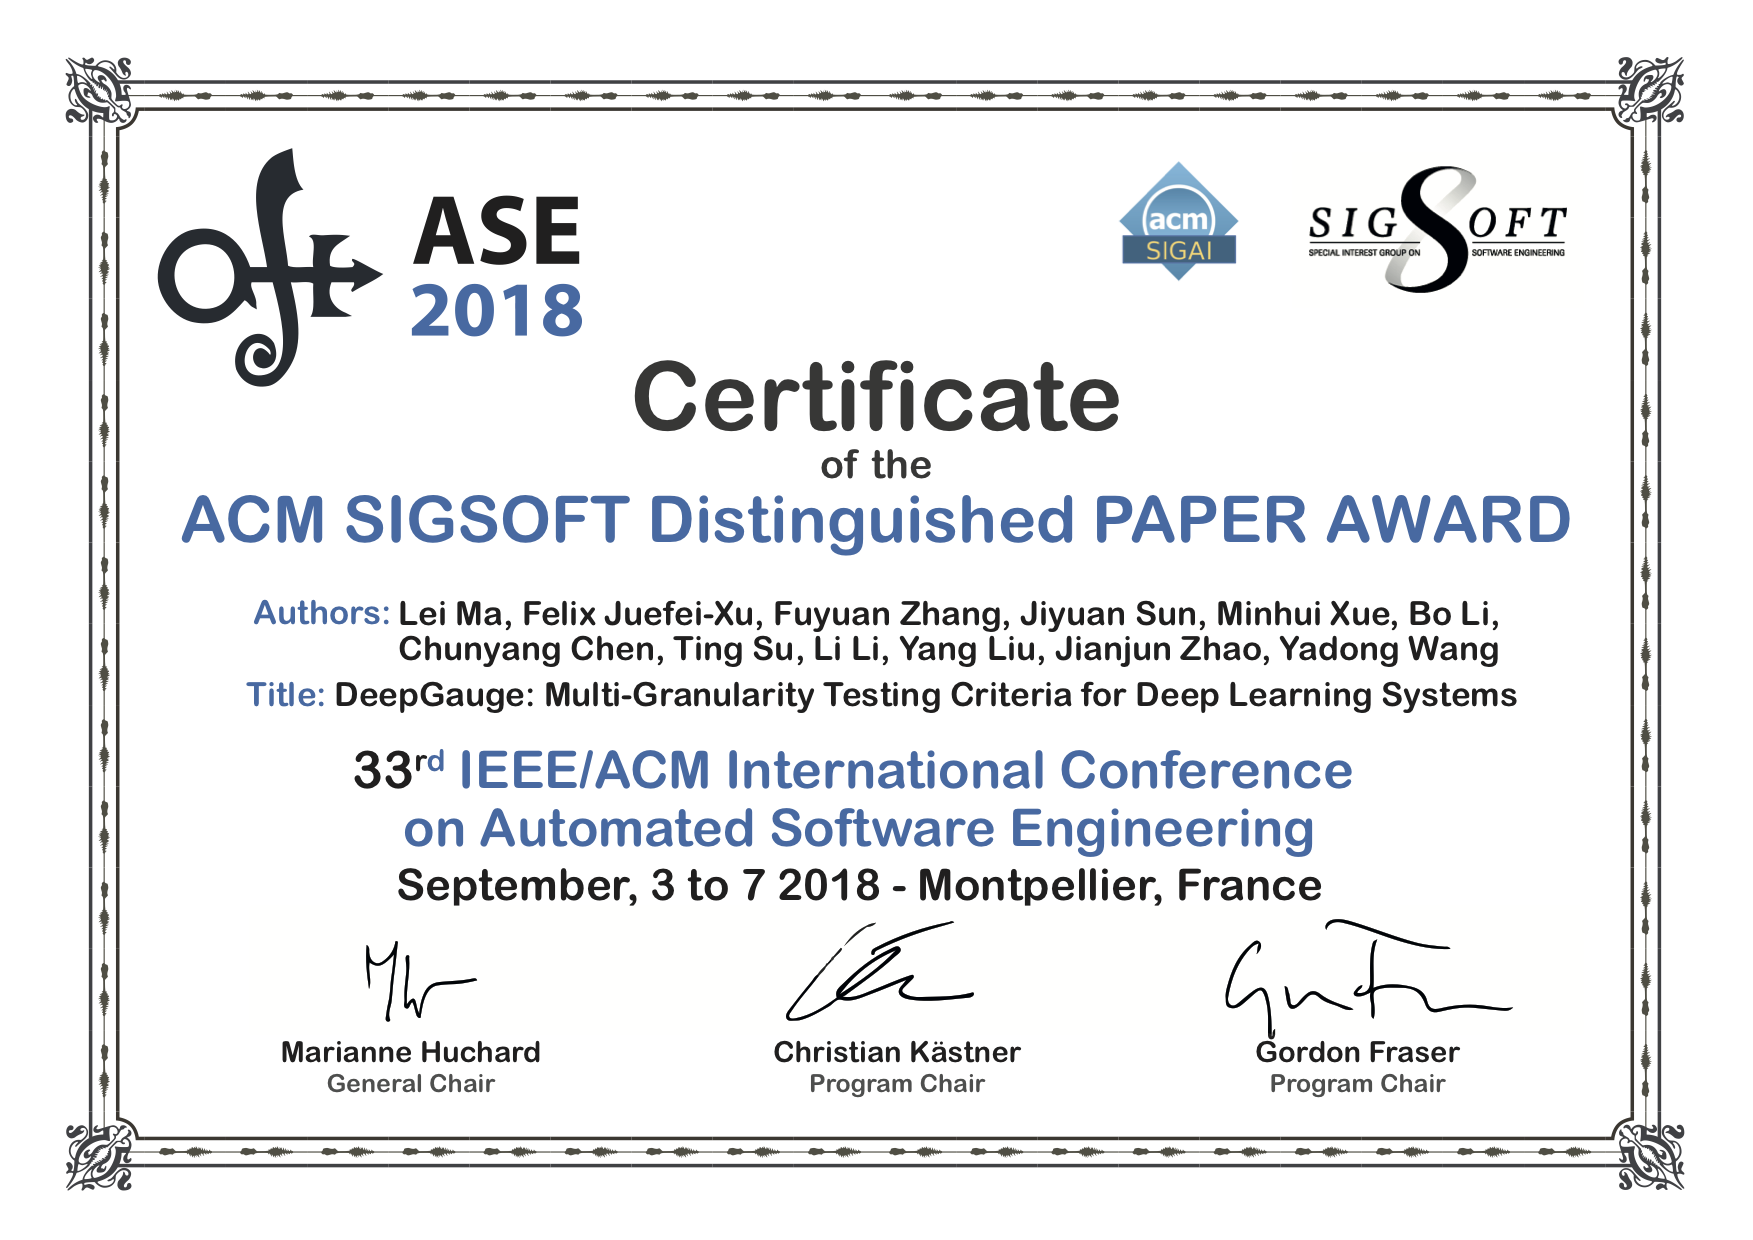 ASE
2018
acm
SIGAI
SIGSOFT
SPECIAL INTEREST GROUP ON SOFTWARE ENGINEERING
Certificate
of the
ACM SIGSOFT Distinguished PAPER AWARD
Authors: Lei Ma, Felix Juefei-Xu, Fuyuan Zhang, Jiyuan Sun, Minhui Xue, Bo Li,
Chunyang Chen, Ting Su, Li Li, Yang Liu, Jianjun Zhao, Yadong Wang
Title: DeepGauge: Multi-Granularity Testing Criteria for Deep Learning Systems
33rd IEEE/ACM International Conference
on Automated Software Engineering
September, 3 to 7 2018 - Montpellier, France
Marianne Huchard
General Chair
Christian Kästner
Program Chair
Gordon Fraser
Program Chair